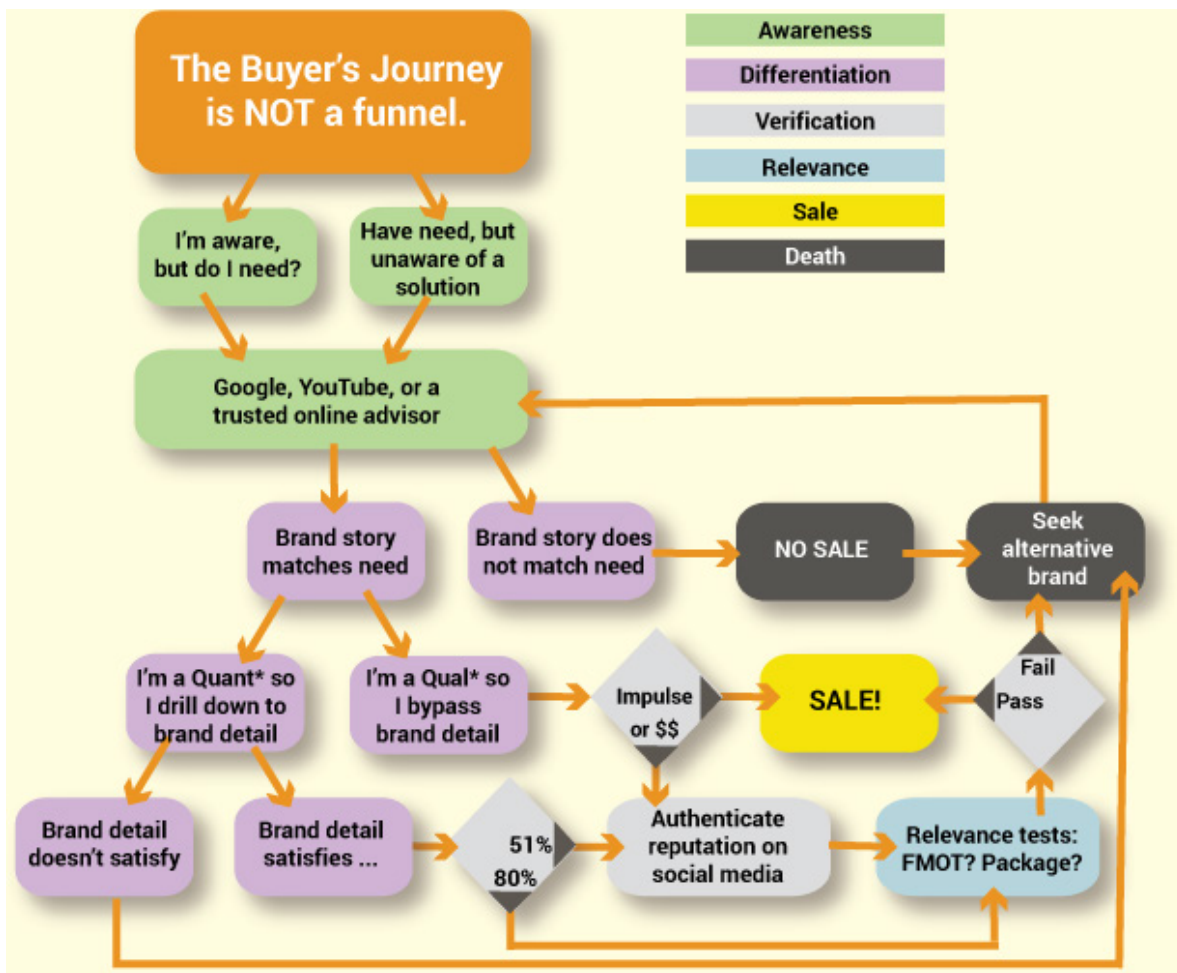 The Buyer's Journey
is NOT a funnel.
Awareness
Differentiation
Verification
Relevance
Sale
Death
I'm aware,
but do I need?
Have need, but
unaware of a
solution
Google, YouTube, or a
trusted online advisor
Brand story
matches need
Brand story does
not match need
NO SALE
Seek
alternative
brand
I'm a Quant* so
I drill down to
brand detail
I'm a Qual* so
I bypass
brand detail
Impulse
or $$
SALE!
Fail
Pass
Brand detail
doesn't satisfy
Brand detail
satisfies ...
51%
80%
Authenticate
reputation on
social media
Relevance tests:
FMOT? Package?